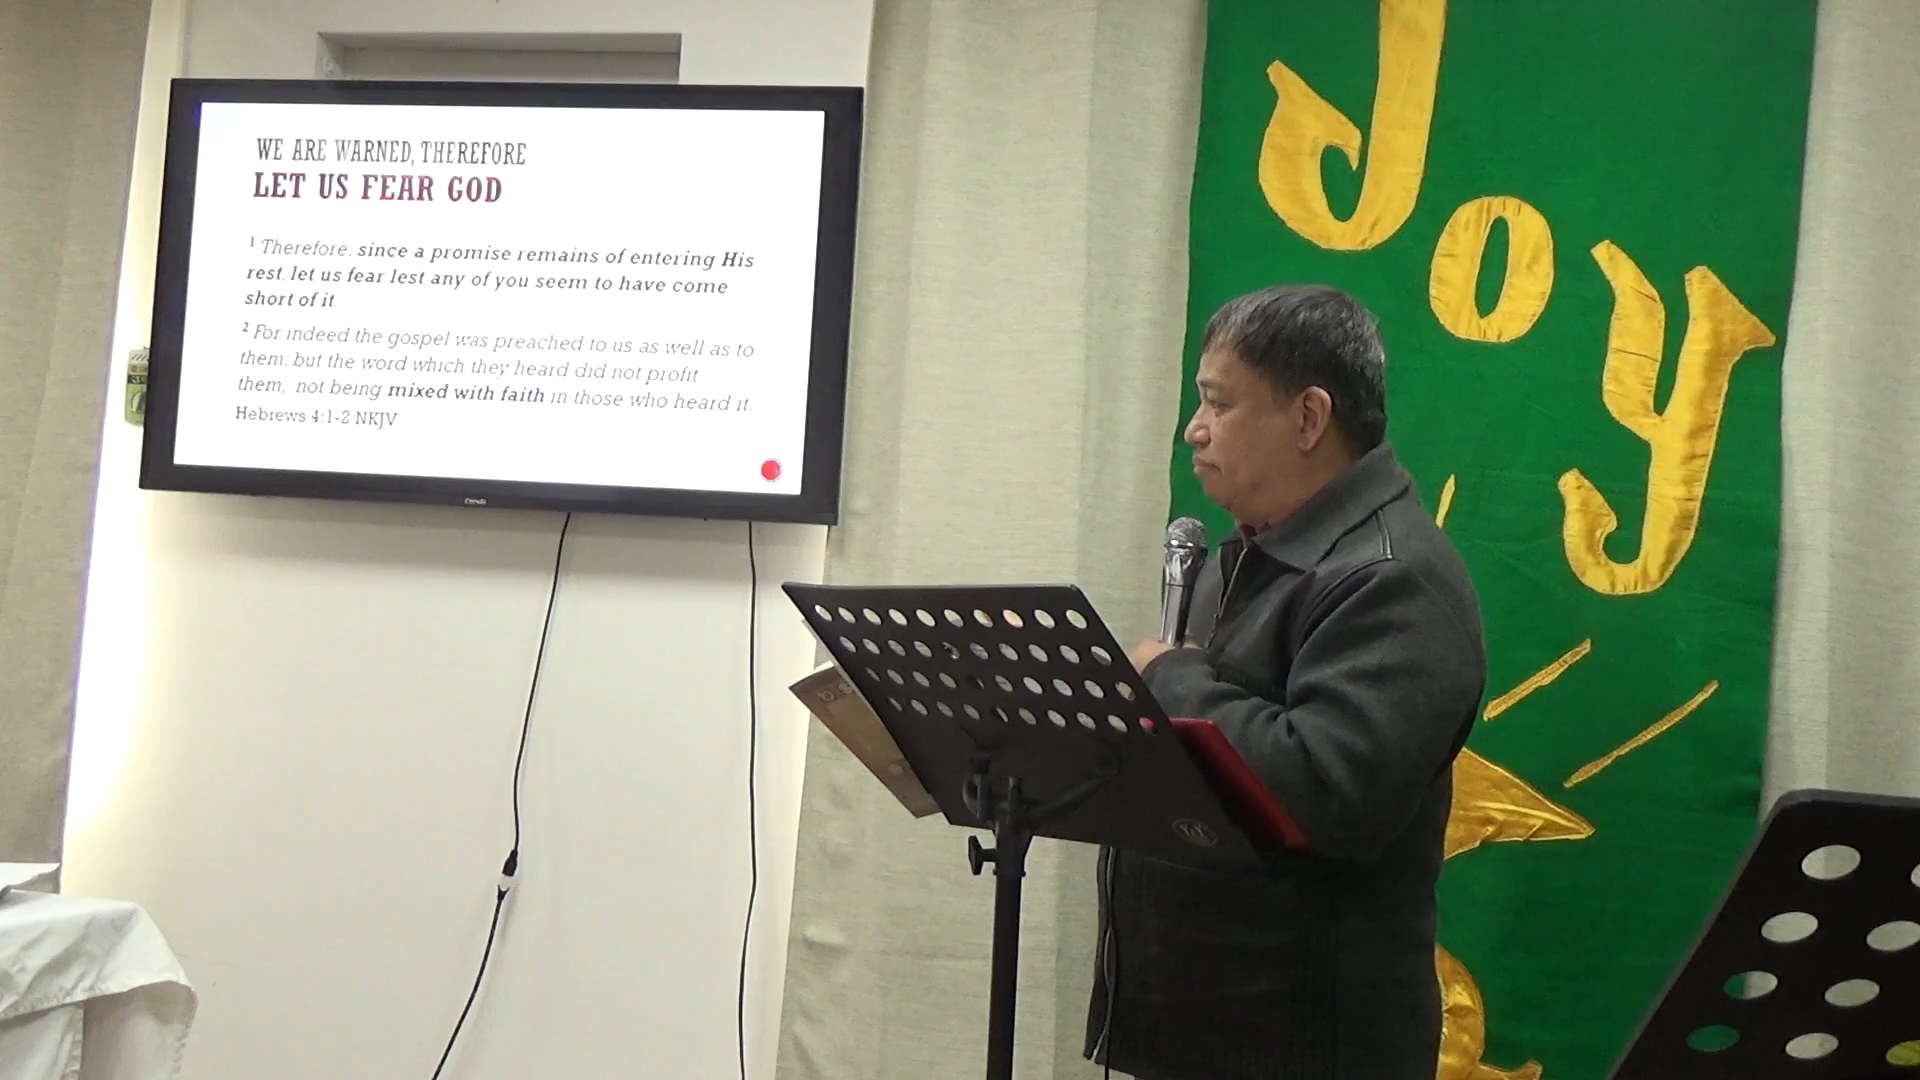 WE ARE WARNED, THEREFORE
LET US FEAR GOD
1 Therefore, since a promise remains of entering His
rest, let us fear lest any of you seem to have come
short of it
2 For indeed the gospel was preached to us as well as to
them; but the word which they heard did not profit
them, not being mixed with faith in those who heard it.
Hebrews 4:1-2 NKJV
Joy